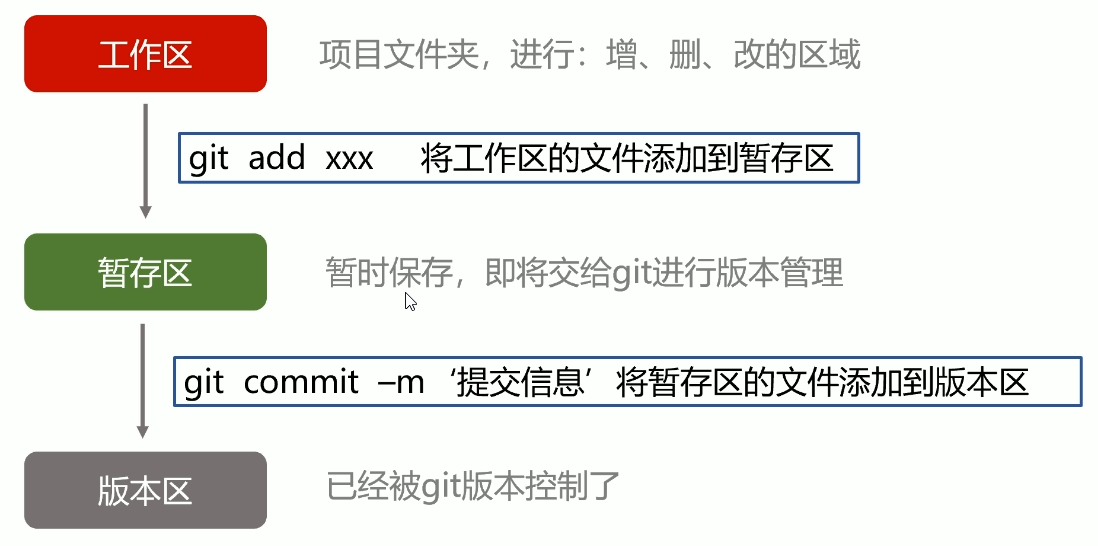 工作区 项目文件夹，进行：增、删、改的区域
git add xxx 将工作区的文件添加到暂存区
暂存区 暂时保存，即将交给git进行版本管理
git commit –m ‘提交信息’ 将暂存区的文件添加到版本区
版本区 已经被git版本控制了